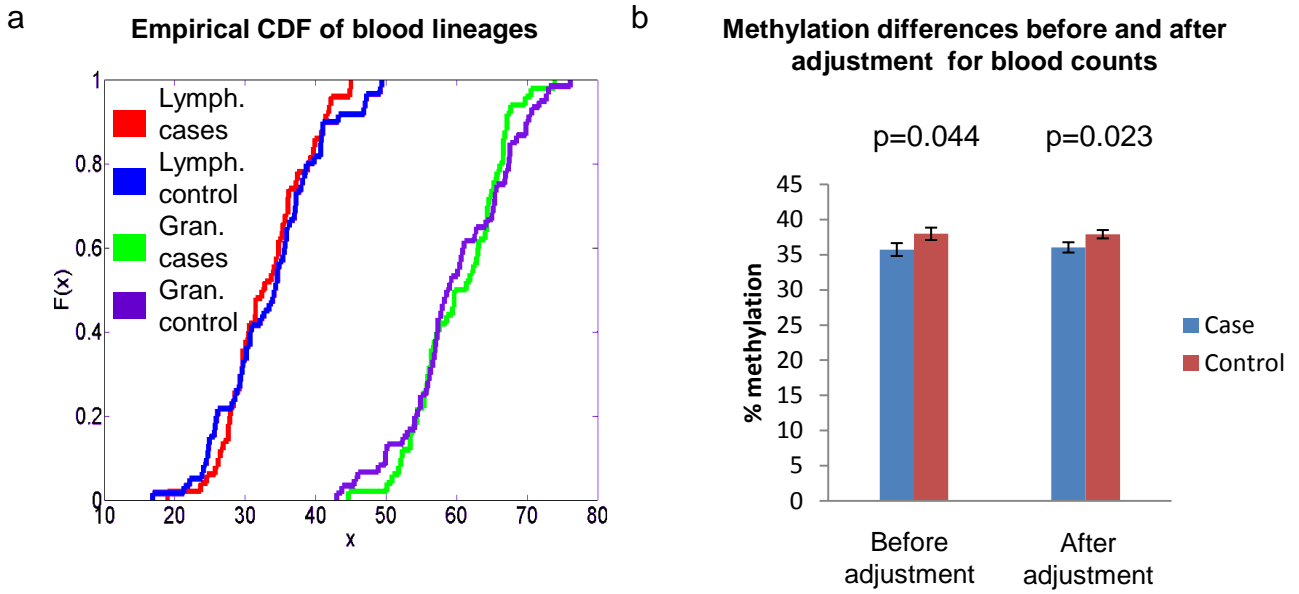 a
Empirical CDF of blood lineages
1
0.8
0.6
0.4
0.2
0
F(x)
Lymph.
cases
Lymph.
control
Gran.
cases
Gran.
control
10 20 30 40 50 60 70 80
x
b
Methylation differences before and after
adjustment for blood counts
p=0.044 p=0.023
45
40
35
30
25
20
15
10
5
0
% methylation
Case
Control
Before
adjustment
After
adjustment